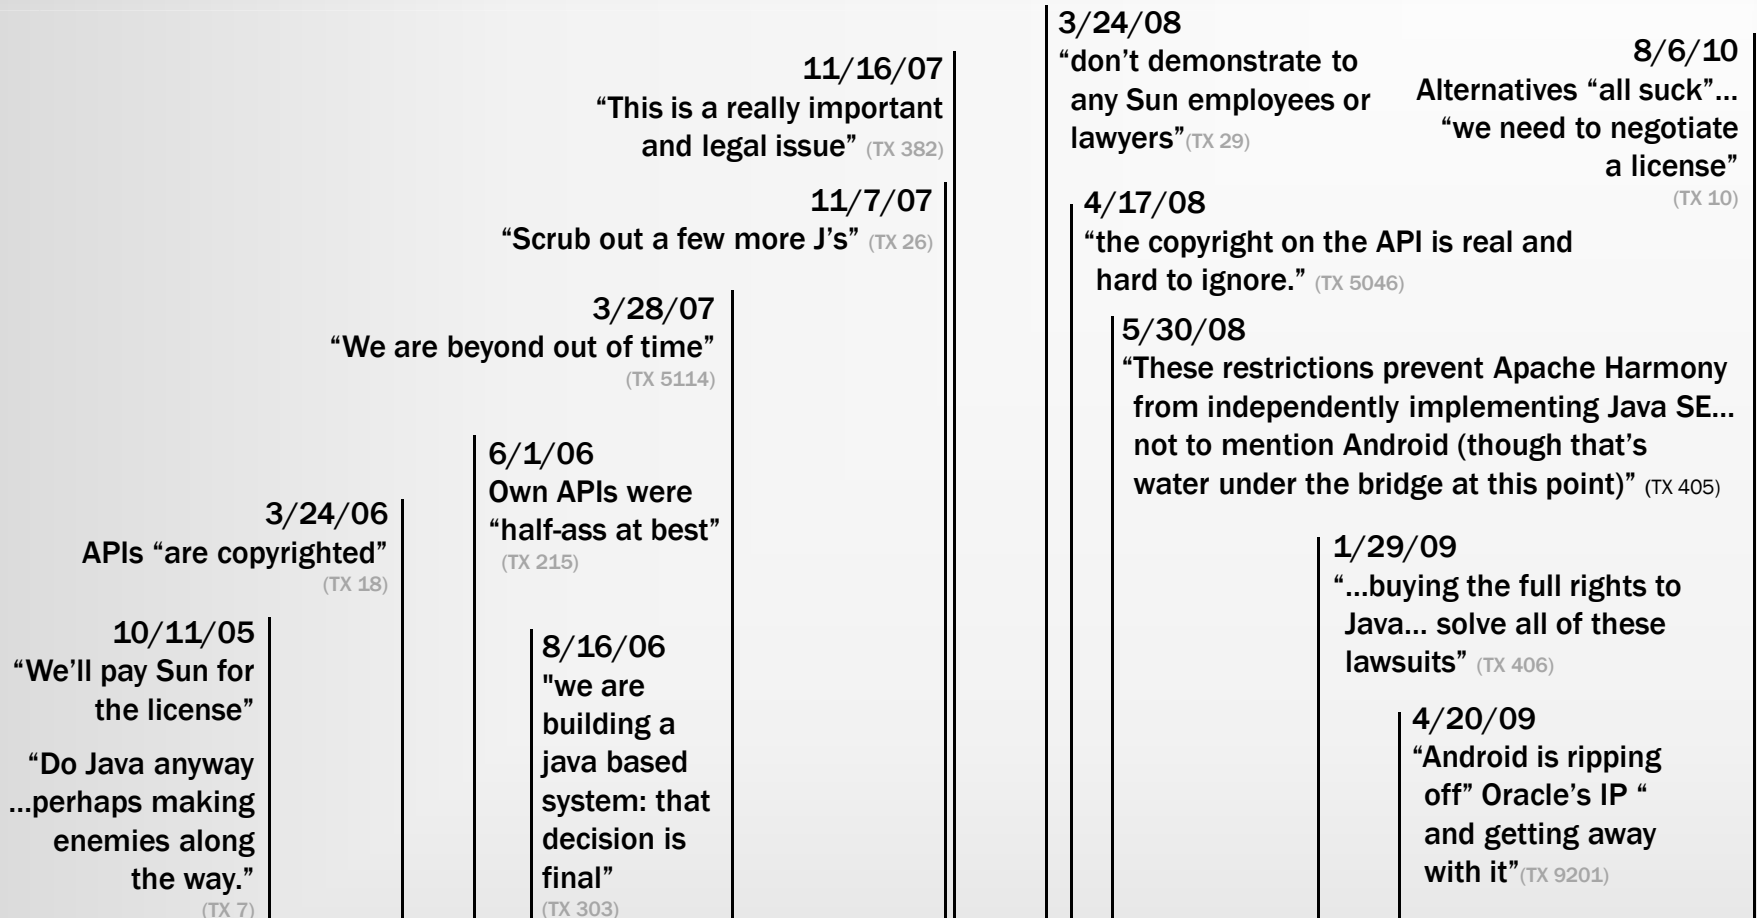 10/11/05
“We’ll pay Sun for
the license”
“Do Java anyway
...perhaps making
enemies along
the way.”
(TX 7)
3/24/06
APIs “are copyrighted”
(TX 18)
6/1/06
Own APIs were
“half-ass at best”
(TX 215)
8/16/06
"we are
building a
java based
system: that
decision is
final”
(TX 303)
3/28/07
“We are beyond out of time”
(TX 5114)
11/7/07
“Scrub out a few more J’s” (TX 26)
11/16/07
“This is a really important
and legal issue” (TX 382)
3/24/08
“don’t demonstrate to
any Sun employees or
lawyers”(TX 29)
4/17/08
“the copyright on the API is real and
hard to ignore.” (TX 5046)
5/30/08
“These restrictions prevent Apache Harmony
from independently implementing Java SE...
not to mention Android (though that’s
water under the bridge at this point)” (TX 405)
1/29/09
“...buying the full rights to
Java... solve all of these
lawsuits” (TX 406)
4/20/09
“Android is ripping
off” Oracle’s IP “
and getting away
with it”(TX 9201)
8/6/10
Alternatives “all suck”...
“we need to negotiate
a license”
(TX 10)